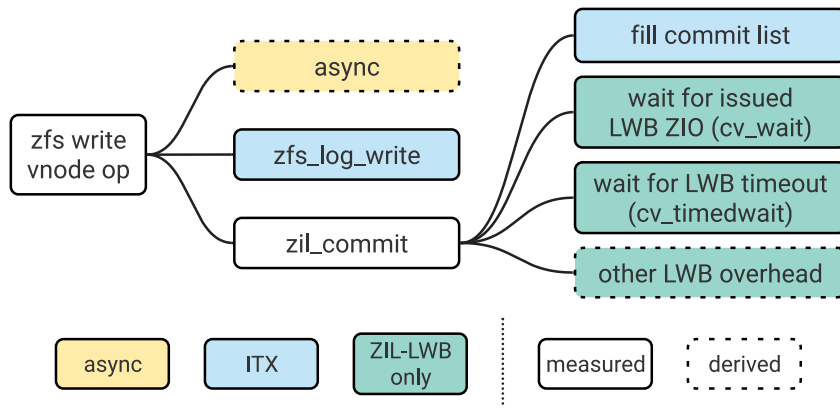 zfs write
vnode op
async
zfs_log_write
zil_commit
fill commit list
wait for issued
LWB ZIO (cv_wait)
wait for LWB timeout
(cv_timedwait)
other LWB overhead
async
ITX
ZIL-LWB
only
measured
derived